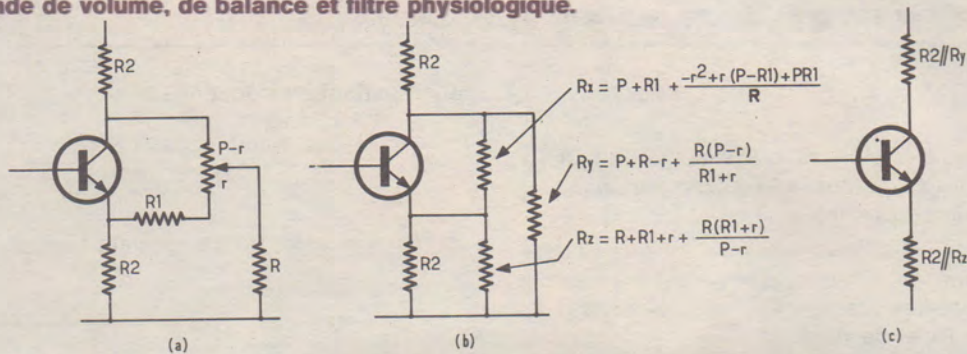 nde de volume, de balance et filtre physiologique.
R2
P-r
r
R1
R2
R
(a)
R2
R2
(b)
Rx = P+R1+ -r²+r(P-R1)+PR1 / R
Ry = P+R-r+ R(P-r) / R1+r
Rz = R+R1+r+ R(R1+r) / P-r
R2//Ry
R2//Rz
(c)